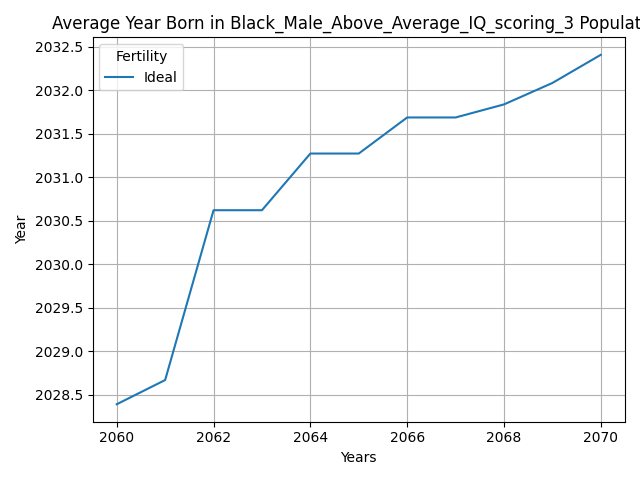 Average Year Born in Black_Male_Above_Average_IQ_scoring_3 Populat
Fertility
Ideal
2032.5
2032.0
2031.5
2031.0
2030.5
2030.0
2029.5
2029.0
2028.5
Year
2060 2062 2064 2066 2068 2070
Years